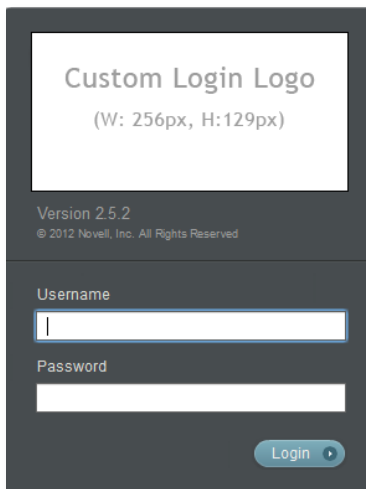 Custom Login Logo
(W: 256px, H:129px)
Version 2.5.2
© 2012 Novell, Inc. All Rights Reserved
Username
Password
Login